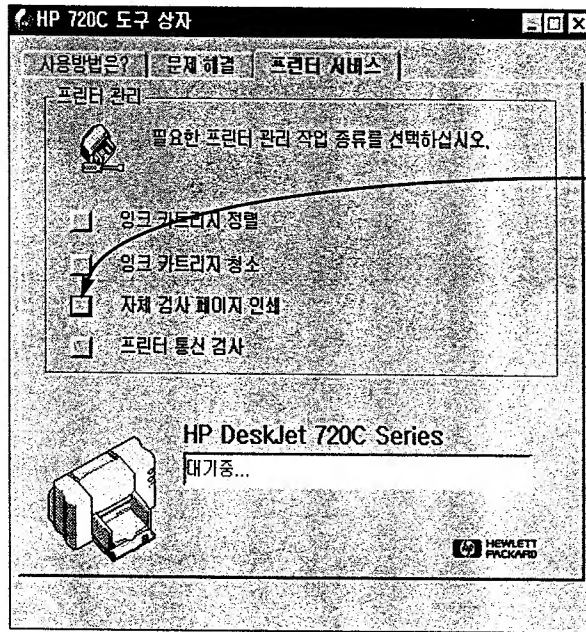 HP 720C 도구 상자
사용방법은? 문제 해결 프린터 서비스
프린터 관리
필요한 프린터 관리 작업 종류를 선택하십시오.
잉크 카트리지 정렬
잉크 카트리지 청소
자체 검사 페이지 인쇄
프린터 통신 검사
HP DeskJet 720C Series
대기중...
hp HEWLETT
PACKARD